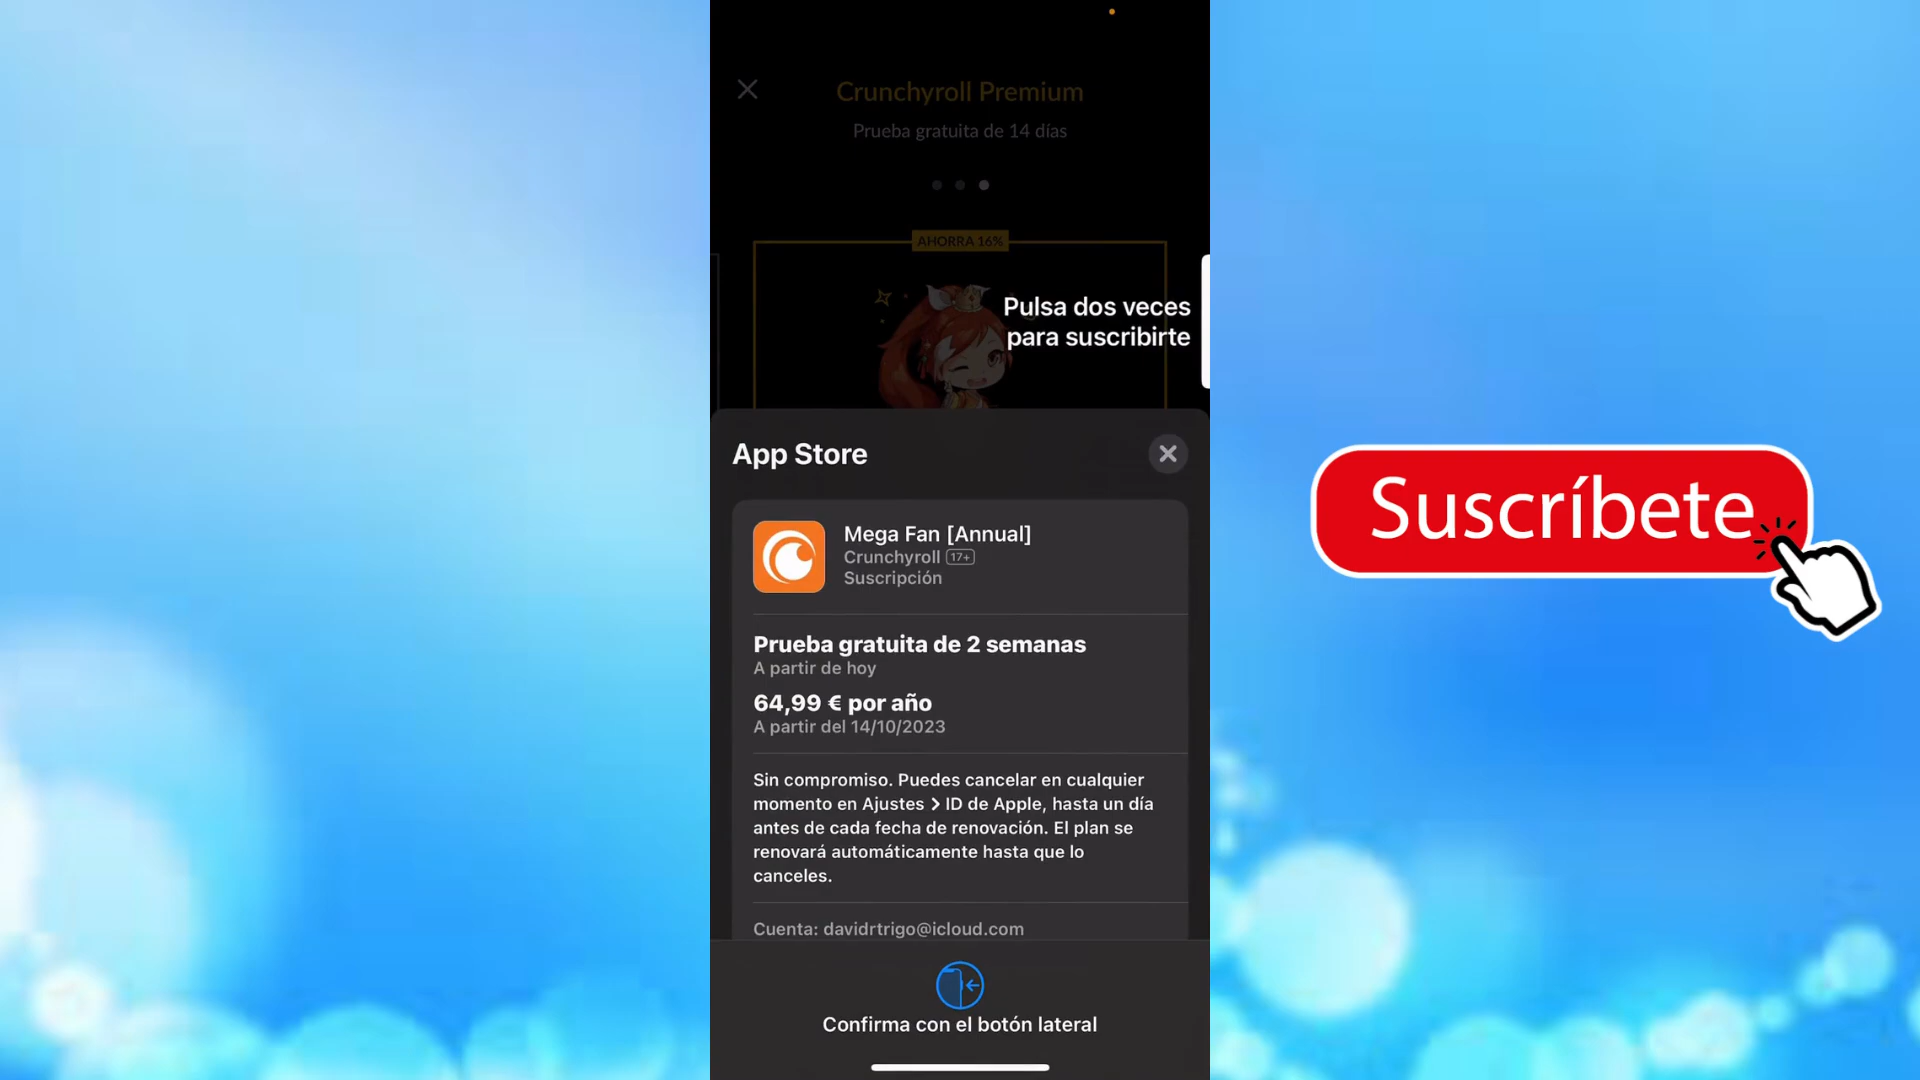 Crunchyroll Premium
Prueba gratuita de 14 días
AHORRA 16%
Pulsa dos veces
para suscribirte
App Store
Mega Fan [Annual]
Crunchyroll 17+
Suscripción
Prueba gratuita de 2 semanas
A partir de hoy
64,99 € por año
A partir del 14/10/2023
Sin compromiso. Puedes cancelar en cualquier
momento en Ajustes > ID de Apple, hasta un día
antes de cada fecha de renovación. El plan se
renovará automáticamente hasta que lo
canceles.
Cuenta: davidrtrigo@icloud.com
Confirma con el botón lateral
Suscríbete